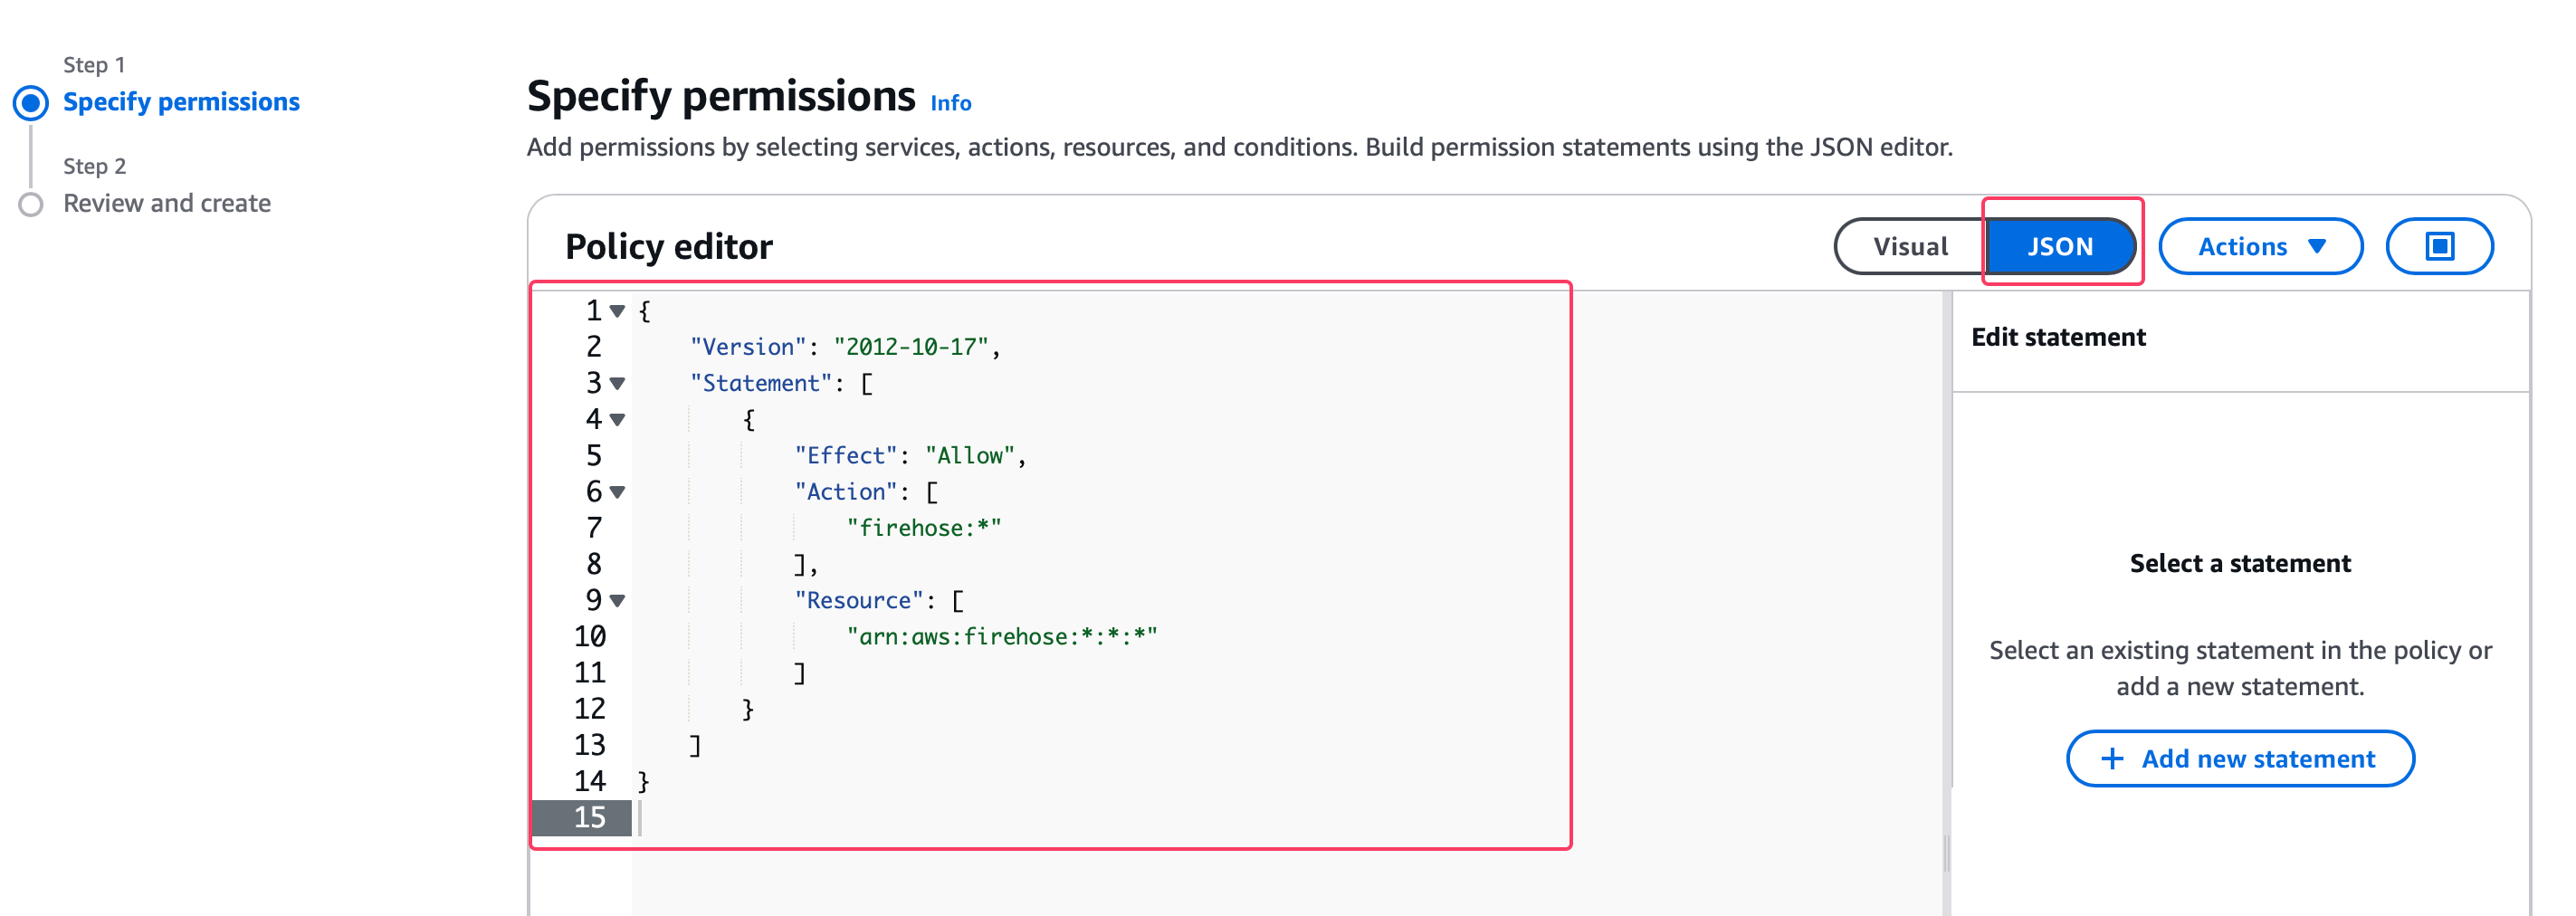 Step 1
Specify permissions
Step 2
Review and create
Specify permissions Info
Add permissions by selecting services, actions, resources, and conditions. Build permission statements using the JSON editor.
Policy editor
Visual
JSON
Actions
1 {
2 "Version": "2012-10-17",
3 "Statement": [
4 {
5 "Effect": "Allow",
6 "Action": [
7 "firehose:*"
8 ],
9 "Resource": [
10 "arn:aws:firehose:*:*:*"
11 ]
12 }
13 ]
14 }
15
Edit statement
Select a statement
Select an existing statement in the policy or
add a new statement.
+ Add new statement